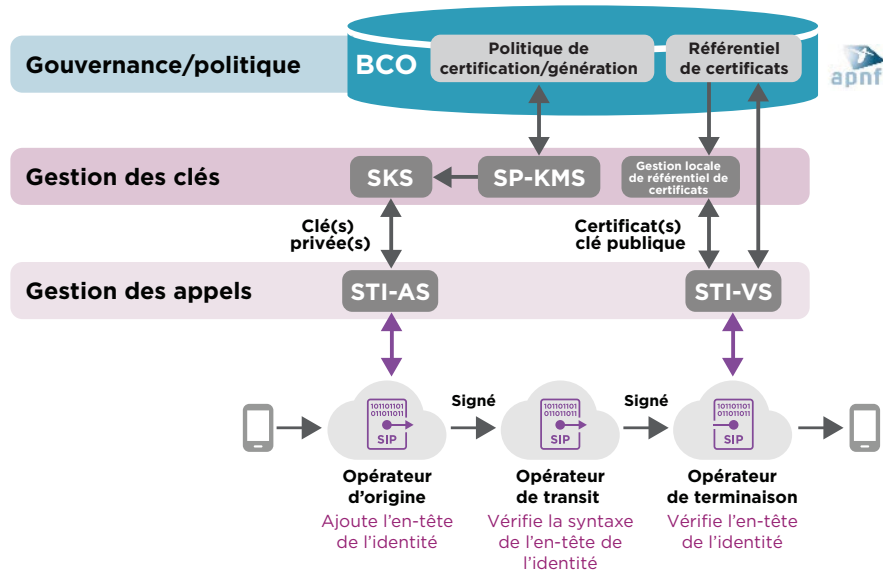 Gouvernance/politique
BCO
Politique de
certification/génération
Référentiel
de certificats
apnf
Gestion des clés
SKS
SP-KMS
Gestion locale
de référentiel de
certificats
Clé(s)
privée(s)
Certificat(s)
clé publique
Gestion des appels
STI-AS
STI-VS
Signé
Signé
101101101
011011011
SIP
101101101
011011011
SIP
101101101
011011011
SIP
Opérateur
d’origine
Ajoute l’en-tête
de l’identité
Opérateur
de transit
Vérifie la syntaxe
de l’en-tête de
l’identité
Opérateur
de terminaison
Vérifie l’en-tête
de l’identité